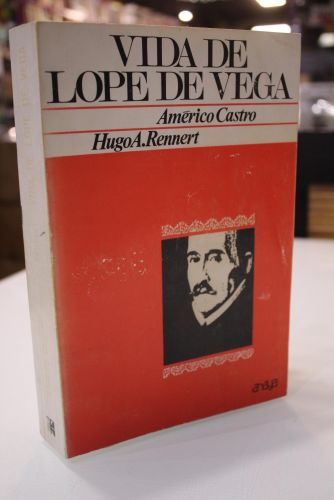 VIDA DE
LOPE DE VEGA
Américo Castro
Hugo A. Rennert
anaya